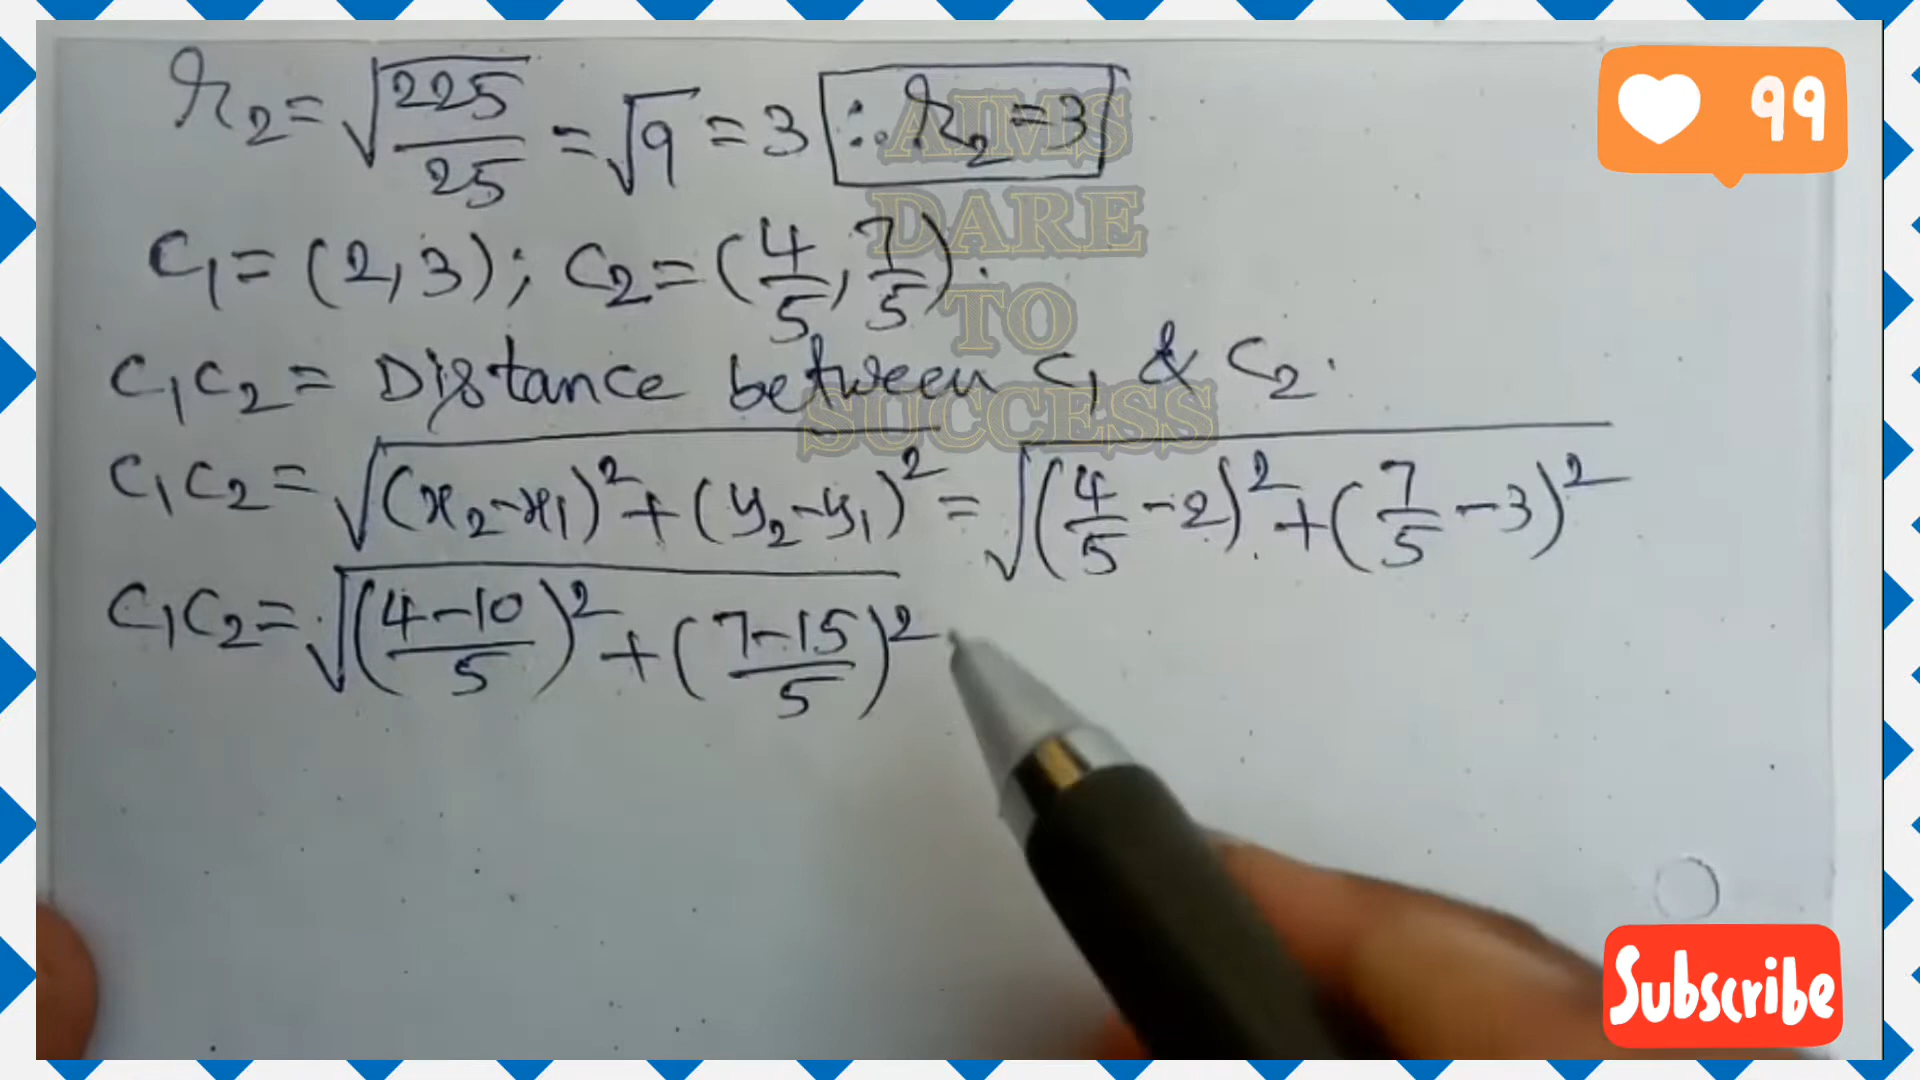 r₂ = √(225/25) = √9 = 3 ∴ r₂ = 3
C₁ = (2,3); C₂ = (4/5, 7/5).
C₁C₂ = Distance between C₁ & C₂.
C₁C₂ = √((x₂-x₁)² + (y₂-y₁)²) = √((4/5 - 2)² + (7/5 - 3)²)
C₁C₂ = √(((4-10)/5)² + ((7-15)/5)²)
AIMS
DARE
TO
SUCCESS
99
Subscribe